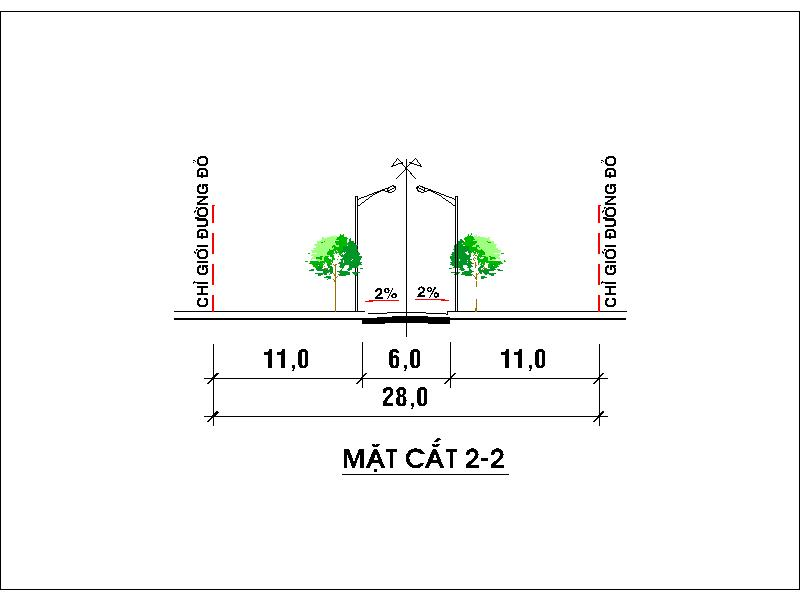 CHỈ GIỚI ĐƯỜNG ĐỎ
CHỈ GIỚI ĐƯỜNG ĐỎ
2% 2%
11,0 6,0 11,0
28,0
MẶT CẮT 2-2